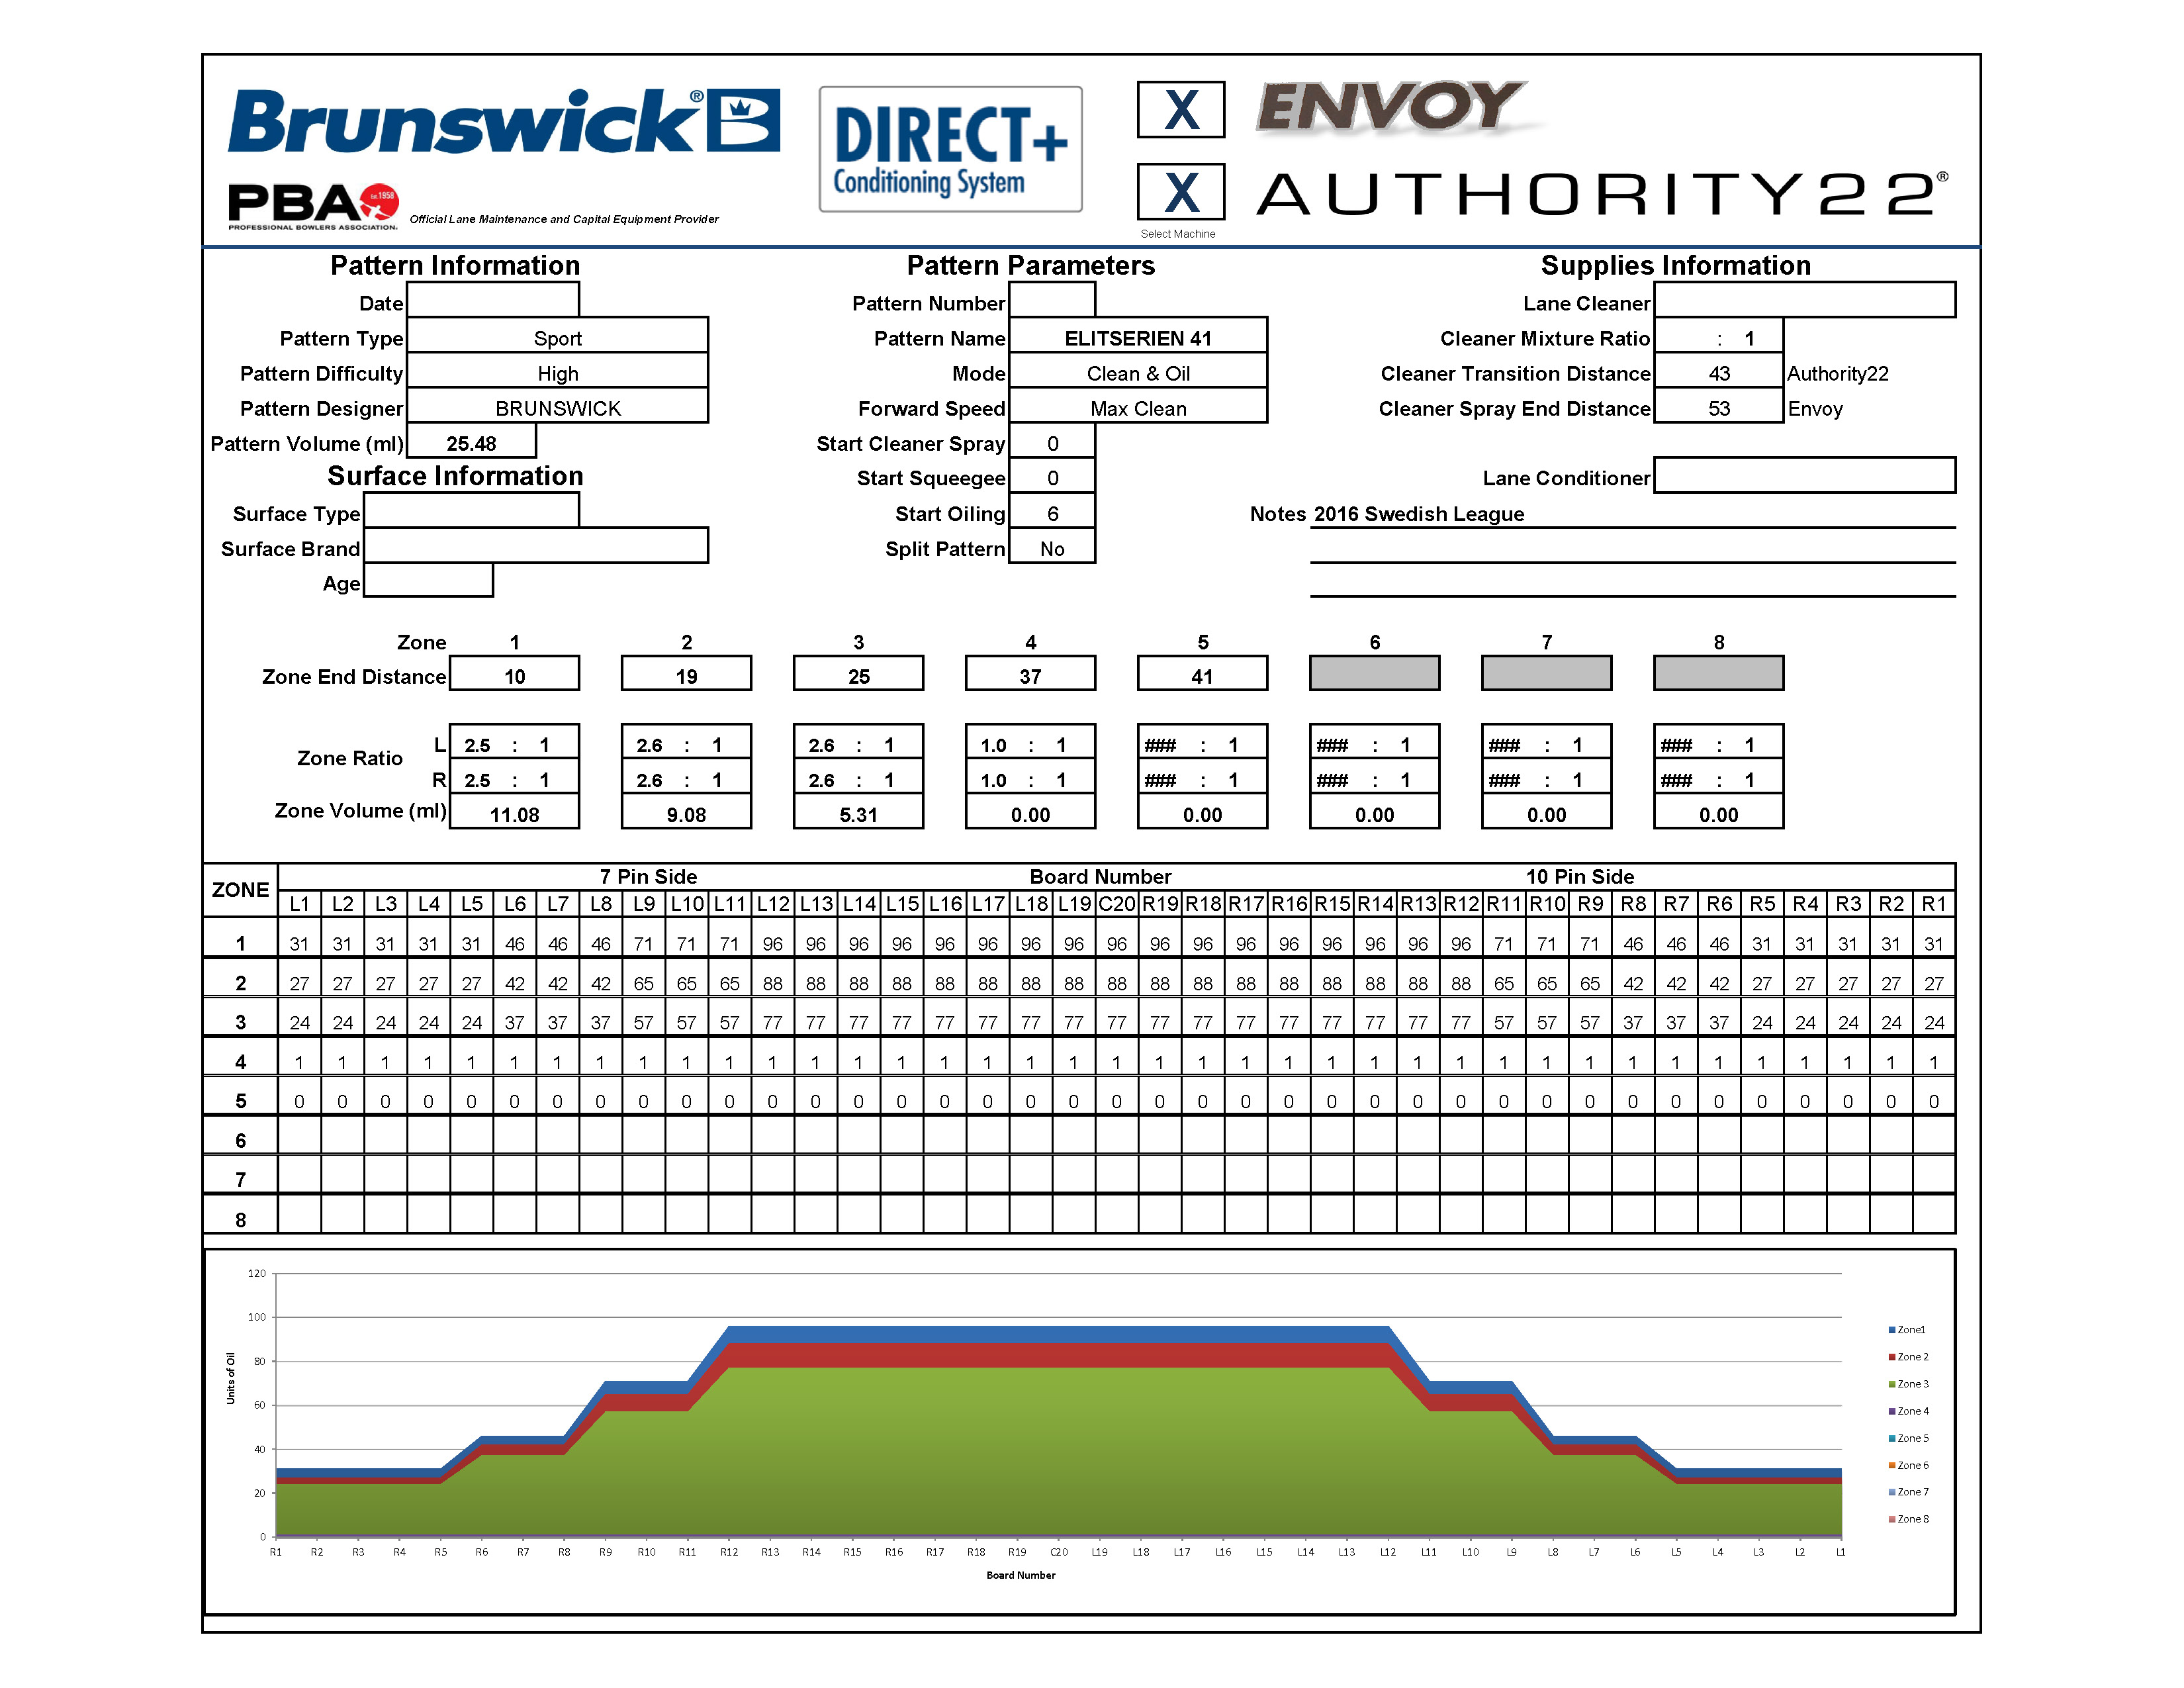 Brunswick® B
DIRECT+
Conditioning System
X ENVOY
X AUTHORITY22®
Select Machine
PBA est.1958
PROFESSIONAL BOWLERS ASSOCIATION.
Official Lane Maintenance and Capital Equipment Provider
Pattern Information Pattern Parameters Supplies Information
Date Pattern Number Lane Cleaner
Pattern Type Sport Pattern Name ELITSERIEN 41 Cleaner Mixture Ratio : 1
Pattern Difficulty High Mode Clean & Oil Cleaner Transition Distance 43 Authority22
Pattern Designer BRUNSWICK Forward Speed Max Clean Cleaner Spray End Distance 53 Envoy
Pattern Volume (ml) 25.48 Start Cleaner Spray 0
Surface Information Start Squeegee 0 Lane Conditioner
Surface Type Start Oiling 6 Notes 2016 Swedish League
Surface Brand Split Pattern No
Age
Zone 1 2 3 4 5 6 7 8
Zone End Distance 10 19 25 37 41
Zone Ratio
L 2.5 : 1 2.6 : 1 2.6 : 1 1.0 : 1 ### : 1 ### : 1 ### : 1 ### : 1
R 2.5 : 1 2.6 : 1 2.6 : 1 1.0 : 1 ### : 1 ### : 1 ### : 1 ### : 1
Zone Volume (ml) 11.08 9.08 5.31 0.00 0.00 0.00 0.00 0.00
ZONE 7 Pin Side Board Number 10 Pin Side
L1 L2 L3 L4 L5 L6 L7 L8 L9 L10 L11 L12 L13 L14 L15 L16 L17 L18 L19 C20 R19 R18 R17 R16 R15 R14 R13 R12 R11 R10 R9 R8 R7 R6 R5 R4 R3 R2 R1
1 31 31 31 31 31 46 46 46 71 71 71 96 96 96 96 96 96 96 96 96 96 96 96 96 96 96 96 96 71 71 71 46 46 46 31 31 31 31 31
2 27 27 27 27 27 42 42 42 65 65 65 88 88 88 88 88 88 88 88 88 88 88 88 88 88 88 88 88 65 65 65 42 42 42 27 27 27 27 27
3 24 24 24 24 24 37 37 37 57 57 57 77 77 77 77 77 77 77 77 77 77 77 77 77 77 77 77 77 57 57 57 37 37 37 24 24 24 24 24
4 1 1 1 1 1 1 1 1 1 1 1 1 1 1 1 1 1 1 1 1 1 1 1 1 1 1 1 1 1 1 1 1 1 1 1 1 1 1 1
5 0 0 0 0 0 0 0 0 0 0 0 0 0 0 0 0 0 0 0 0 0 0 0 0 0 0 0 0 0 0 0 0 0 0 0 0 0 0 0
6
7
8
Units of Oil
120
100
80
60
40
20
0
R1 R2 R3 R4 R5 R6 R7 R8 R9 R10 R11 R12 R13 R14 R15 R16 R17 R18 R19 C20 L19 L18 L17 L16 L15 L14 L13 L12 L11 L10 L9 L8 L7 L6 L5 L4 L3 L2 L1
Board Number
Zone1
Zone 2
Zone 3
Zone 4
Zone 5
Zone 6
Zone 7
Zone 8